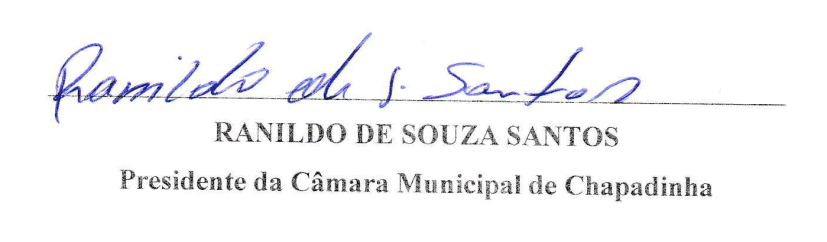 Ranildo de S. Santos
RANILDO DE SOUZA SANTOS
Presidente da Câmara Municipal de Chapadinha